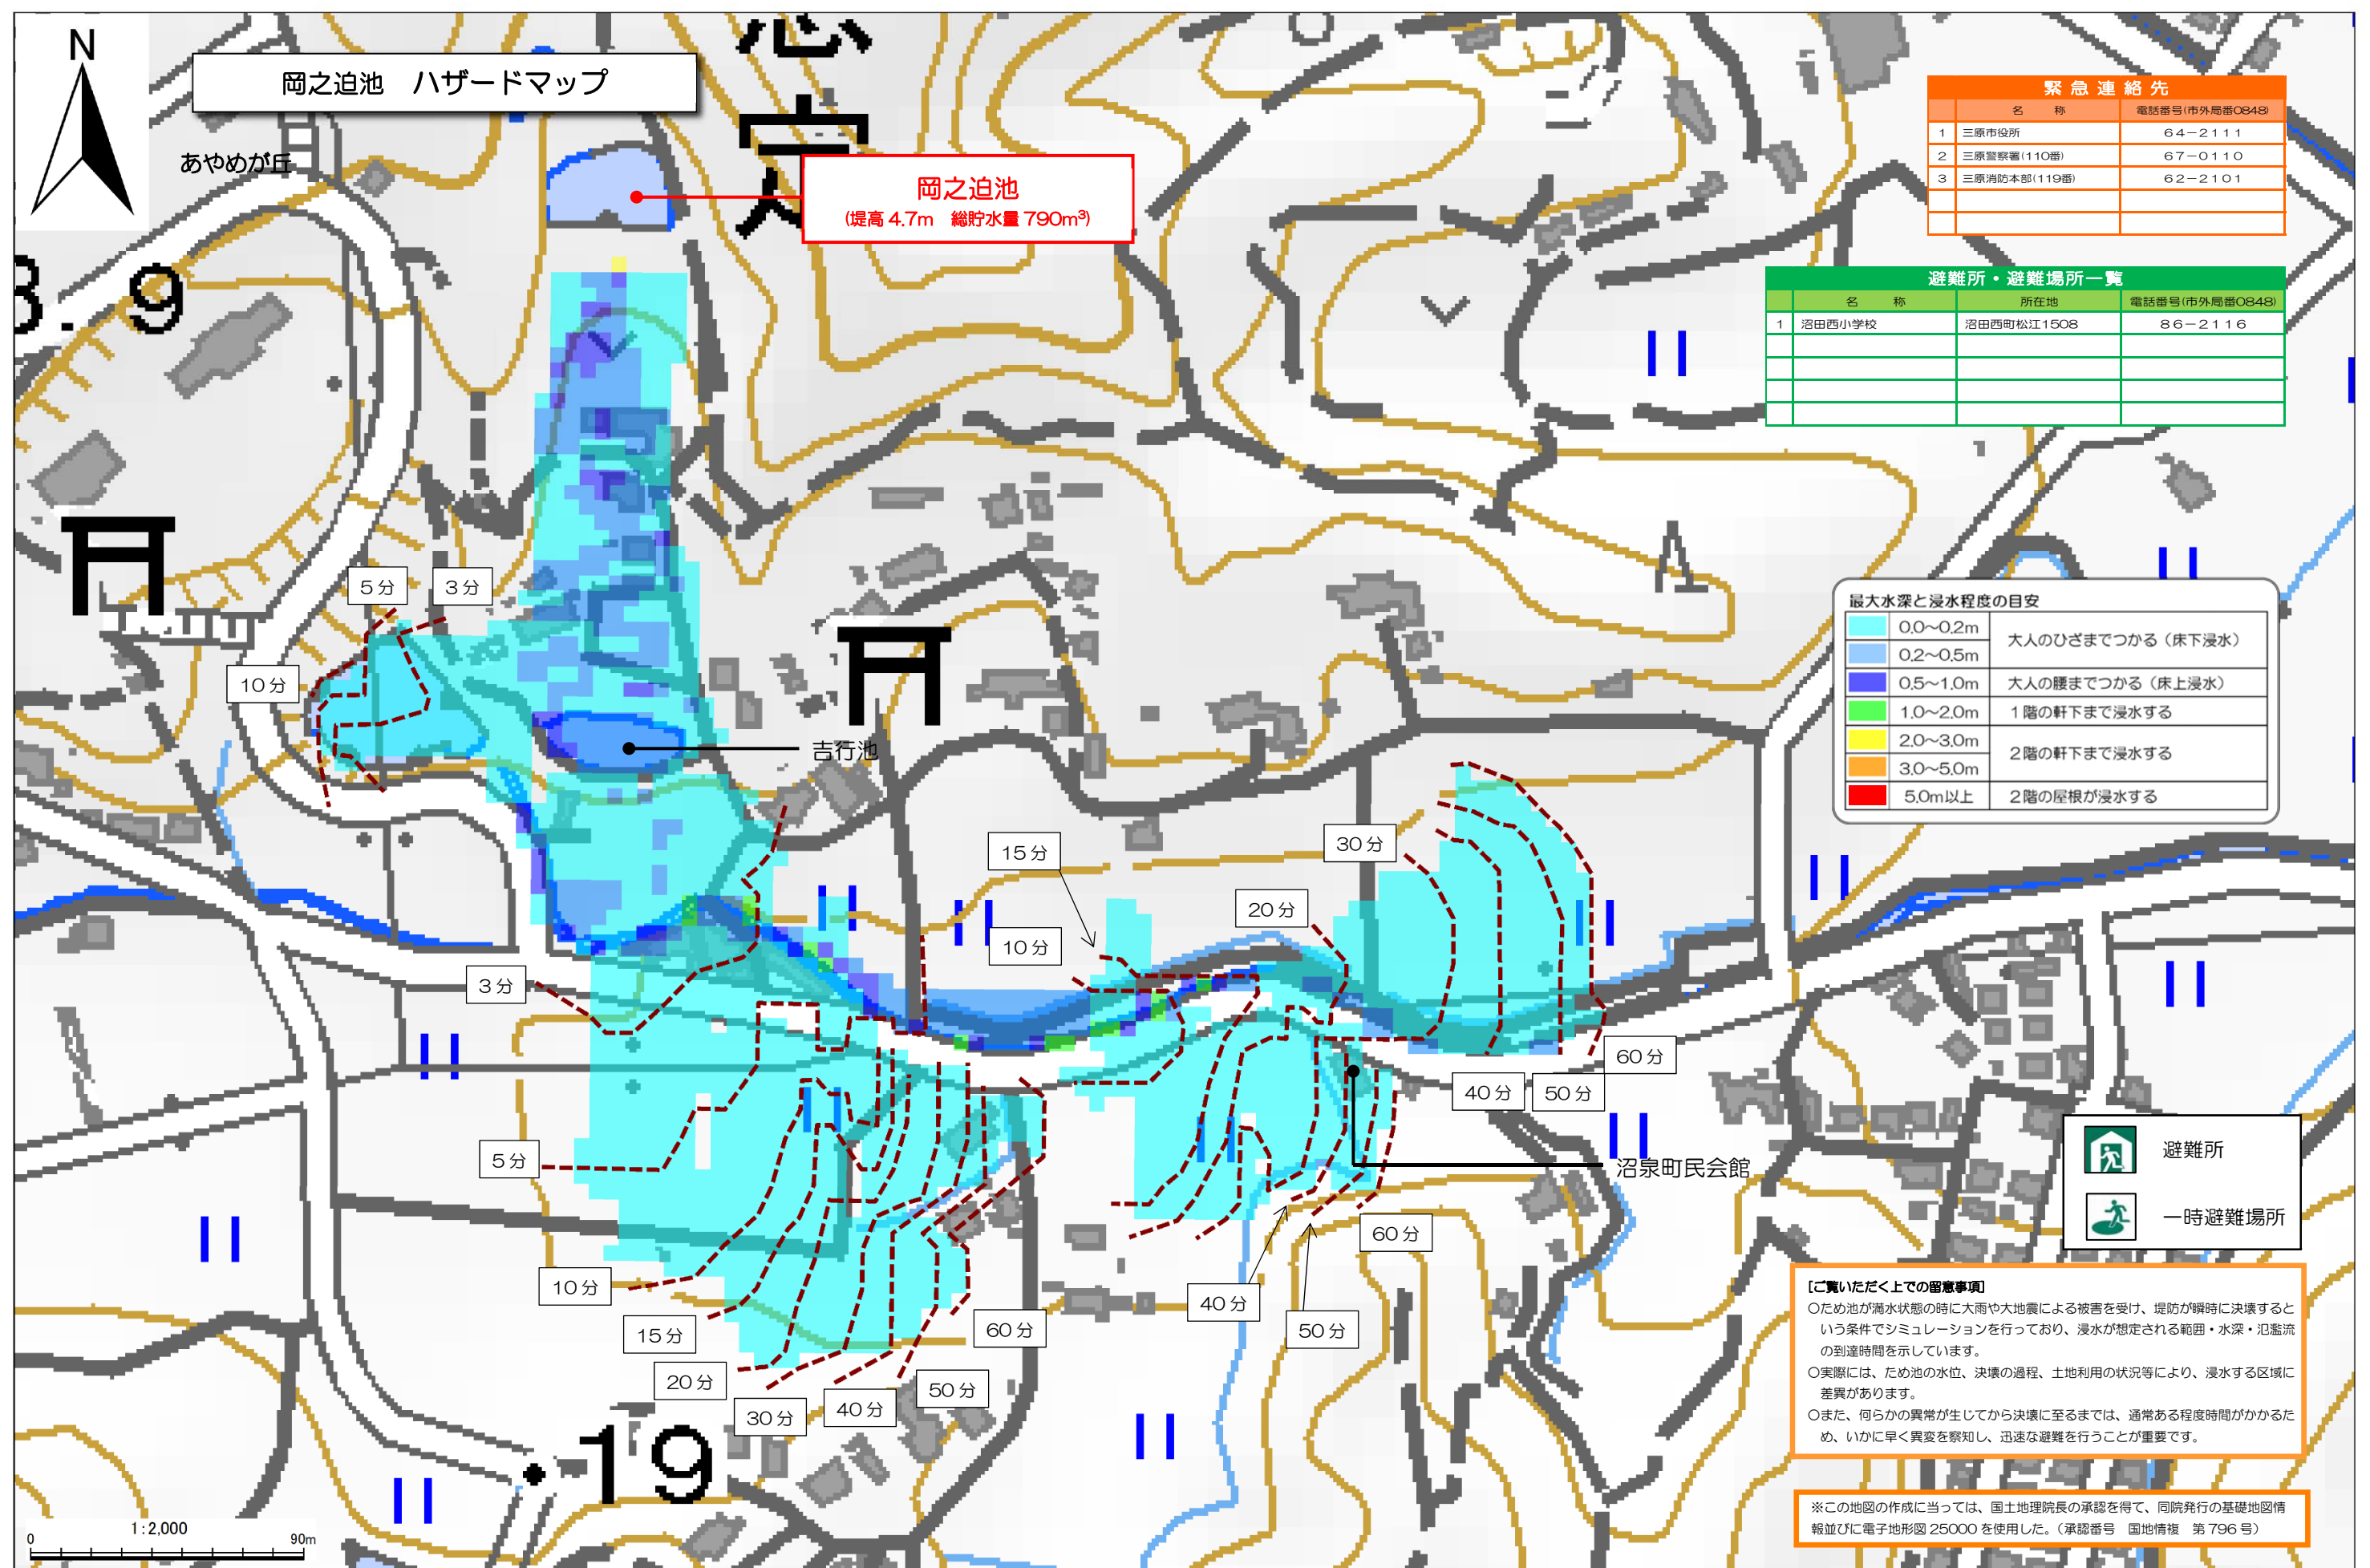 N
岡之迫池　ハザードマップ
あやめが丘
岡之迫池
(堤高 4.7m　総貯水量 790m³)
9
緊急連絡先
名　称　電話番号(市外局番0848)
1　三原市役所　64-2111
2　三原警察署(110番)　67-0110
3　三原消防本部(119番)　62-2101
避難所・避難場所一覧
名　称　所在地　電話番号(市外局番0848)
1　沼田西小学校　沼田西町松江1508　86-2116
最大水深と浸水程度の目安
0.0～0.2m
大人のひざまでつかる（床下浸水）
0.2～0.5m
0.5～1.0m　大人の腰までつかる（床上浸水）
1.0～2.0m　1階の軒下まで浸水する
2.0～3.0m
2階の軒下まで浸水する
3.0～5.0m
5.0m以上　2階の屋根が浸水する
5分
3分
10分
吉行池
15分
30分
20分
10分
3分
60分
40分
50分
5分
沼泉町民会館
60分
10分
40分
15分
60分
50分
20分
50分
30分
40分
19
避難所
一時避難場所
[ご覧いただく上での留意事項]
○ため池が満水状態の時に大雨や大地震による被害を受け、堤防が瞬時に決壊すると
いう条件でシミュレーションを行っており、浸水が想定される範囲・水深・氾濫流
の到達時間を示しています。
○実際には、ため池の水位、決壊の過程、土地利用の状況等により、浸水する区域に
差異があります。
○また、何らかの異常が生じてから決壊に至るまでは、通常ある程度時間がかかるた
め、いかに早く異変を察知し、迅速な避難を行うことが重要です。
※この地図の作成に当っては、国土地理院長の承認を得て、同院発行の基礎地図情
報並びに電子地形図 25000 を使用した。（承認番号　国地情複　第 796 号）
1:2,000
0　90m